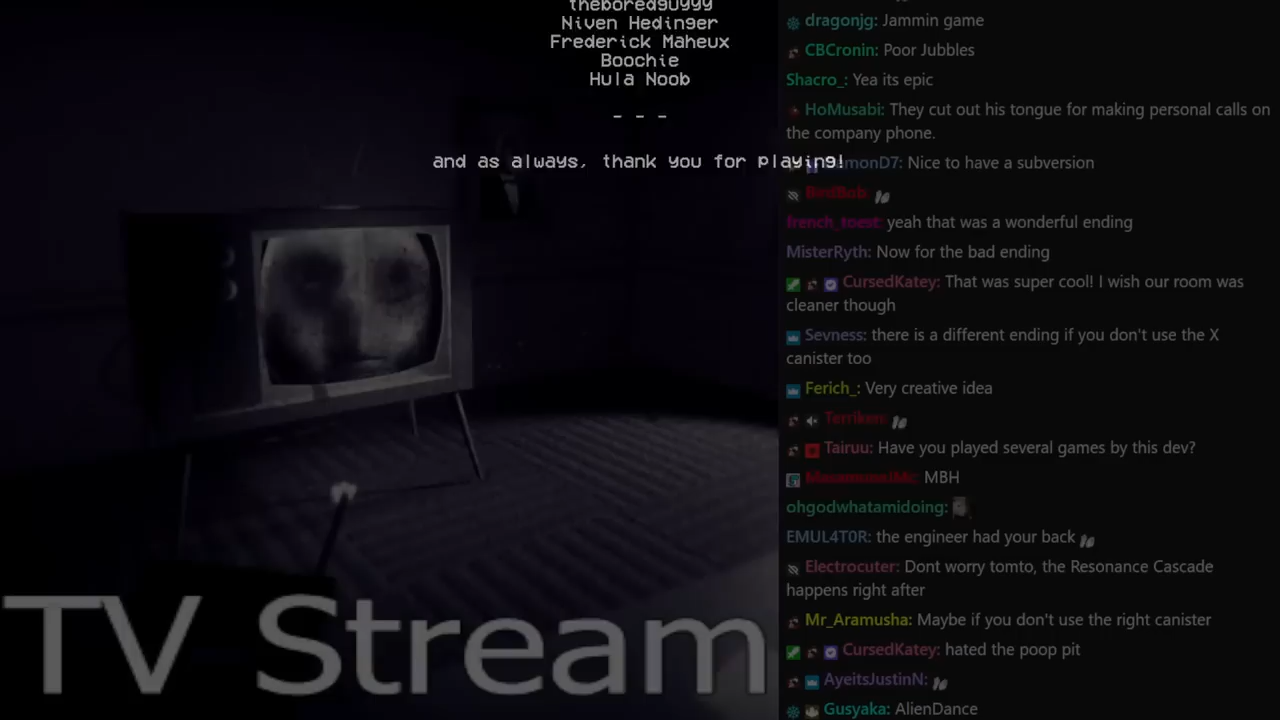 thebored90999
Niven Hedinger
Frederick Maheux
Boochie
Hula Noob
- - -
and as always, thank you for playing!
TV Stream
dragonjg: Jammin game
CBCronin: Poor Jubbles
Shacro_: Yea its epic
HoMusabi: They cut out his tongue for making personal calls on
the company phone.
Nice to have a subversion
BirdBob
french_toest: yeah that was a wonderful ending
MisterRyth: Now for the bad ending
CursedKatey: That was super cool! I wish our room was
cleaner though
Sevness: there is a different ending if you don't use the X
canister too
Ferich_: Very creative idea
Terriken:
Tairuu: Have you played several games by this dev?
MBH
ohgodwhatamidoing:
EMUL4T0R: the engineer had your back
Electrocuter: Dont worry tomto, the Resonance Cascade
happens right after
Mr_Aramusha: Maybe if you don't use the right canister
CursedKatey: hated the poop pit
AyeitsJustinN:
Gusyaka: AlienDance